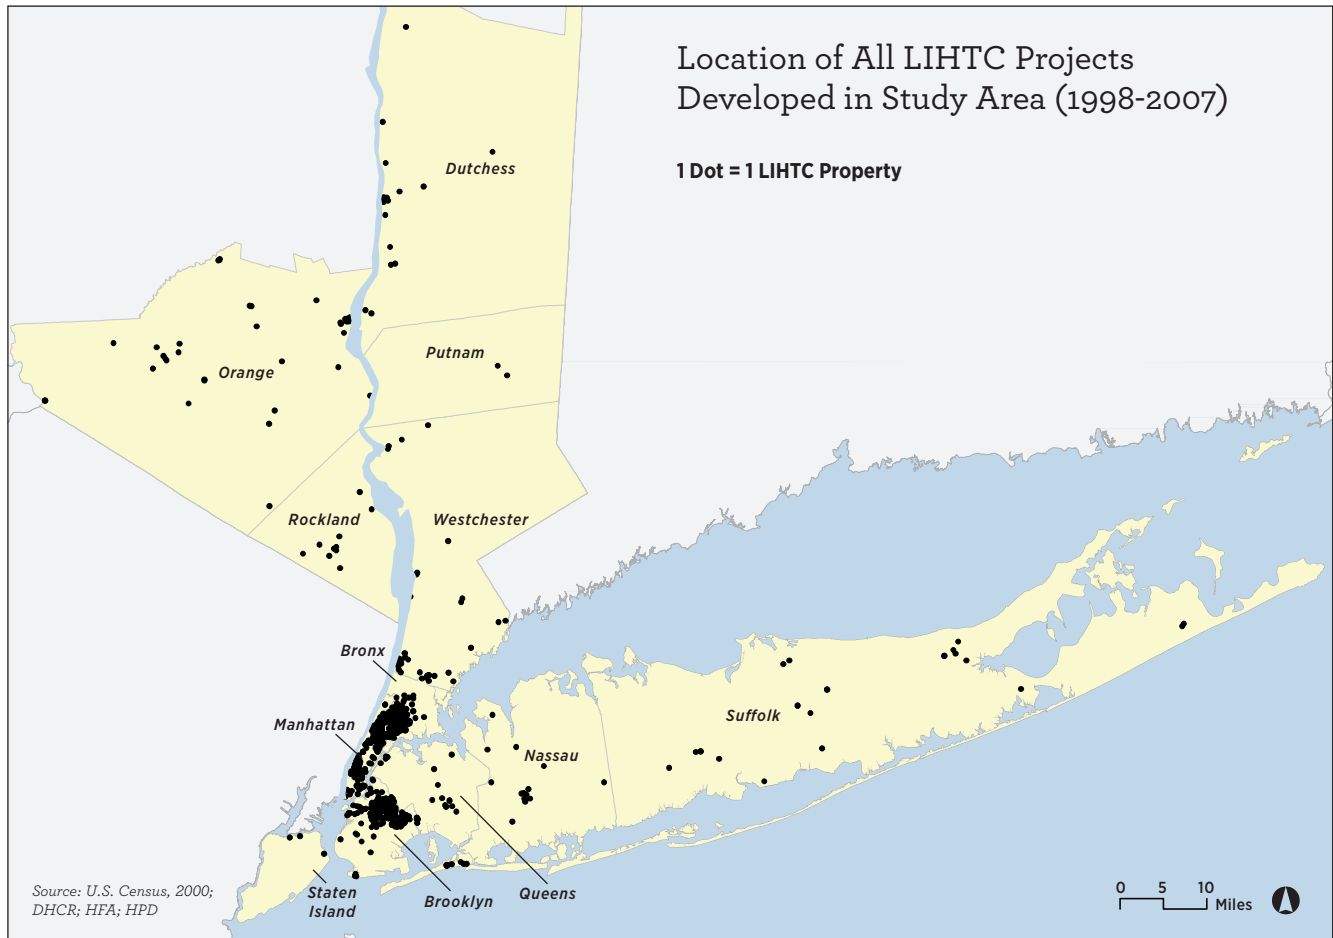 Location of All LIHTC Projects
Developed in Study Area (1998-2007)
1 Dot = 1 LIHTC Property
Dutchess
Putnam
Orange
Rockland
Westchester
Bronx
Manhattan
Suffolk
Nassau
Staten
Island
Brooklyn
Queens
Source: U.S. Census, 2000;
DHCR; HFA; HPD
0 5 10
Miles